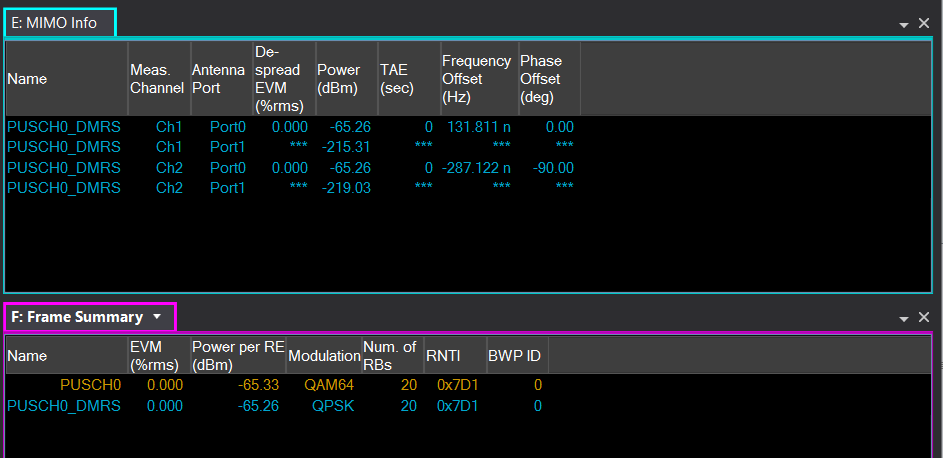 E: MIMO Info
Name Meas. Channel Antenna Port De-spread EVM (%rms) Power (dBm) TAE (sec) Frequency Offset (Hz) Phase Offset (deg)
PUSCH0_DMRS Ch1 Port0 0.000 -65.26 0 131.811 n 0.00
PUSCH0_DMRS Ch1 Port1 *** -215.31 *** *** ***
PUSCH0_DMRS Ch2 Port0 0.000 -65.26 0 -287.122 n -90.00
PUSCH0_DMRS Ch2 Port1 *** -219.03 *** *** ***
F: Frame Summary
Name EVM (%rms) Power per RE (dBm) Modulation Num. of RBs RNTI BWP ID
PUSCH0 0.000 -65.33 QAM64 20 0x7D1 0
PUSCH0_DMRS 0.000 -65.26 QPSK 20 0x7D1 0